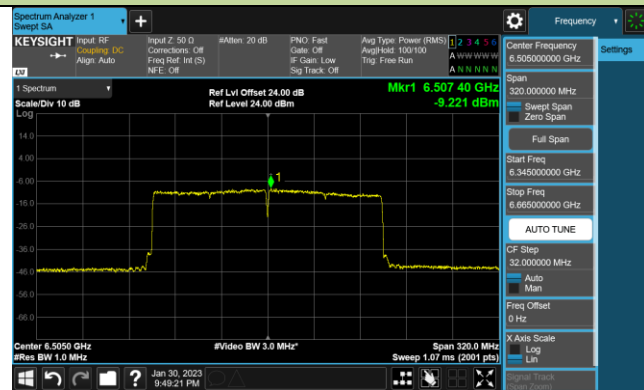 Spectrum Analyzer 1
Swept SA
Frequency
KEYSIGHT
Input: RF
Coupling: DC
Align: Auto
Input Z: 50 Ω
Corrections: Off
Freq Ref: Int (S)
NFE: Off
#Atten: 20 dB
PNO: Fast
Gate: Off
IF Gain: Low
Sig Track: Off
Avg Type: Power (RMS)
Avg|Hold: 100/100
Trig: Free Run
1 2 3 4 5 6
A W W W W W
A N N N N N
LXI
1 Spectrum
Scale/Div 10 dB
Log
Ref Lvl Offset 24.00 dB
Ref Level 24.00 dBm
Mkr1 6.507 40 GHz
-9.221 dBm
14.0
4.00
-6.00
-16.0
-26.0
-36.0
-46.0
-56.0
-66.0
1
Center 6.5050 GHz
#Res BW 1.0 MHz
#Video BW 3.0 MHz*
Span 320.0 MHz
Sweep 1.07 ms (2001 pts)
Jan 30, 2023
9:49:21 PM
Center Frequency
6.505000000 GHz
Span
320.000000 MHz
Swept Span
Zero Span
Full Span
Start Freq
6.345000000 GHz
Stop Freq
6.665000000 GHz
AUTO TUNE
CF Step
32.000000 MHz
Auto
Man
Freq Offset
0 Hz
X Axis Scale
Log
Lin
Signal Track
(Span Zoom)
Settings